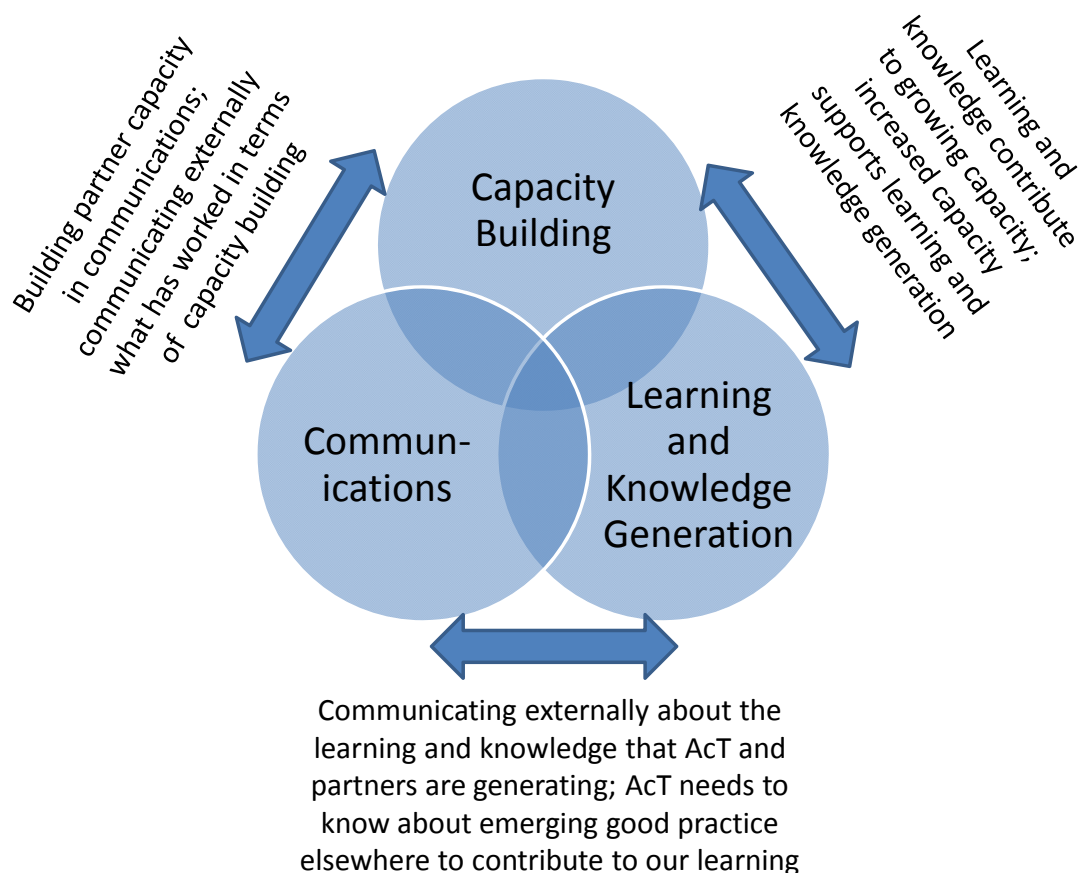 Building partner capacity
in communications;
communicating externally
what has worked in terms
of capacity building
Capacity
Building
Learning and
knowledge contribute
to growing capacity;
increased capacity
supports learning and
knowledge generation
Commun-
ications
Learning
and
Knowledge
Generation
Communicating externally about the
learning and knowledge that AcT and
partners are generating; AcT needs to
know about emerging good practice
elsewhere to contribute to our learning